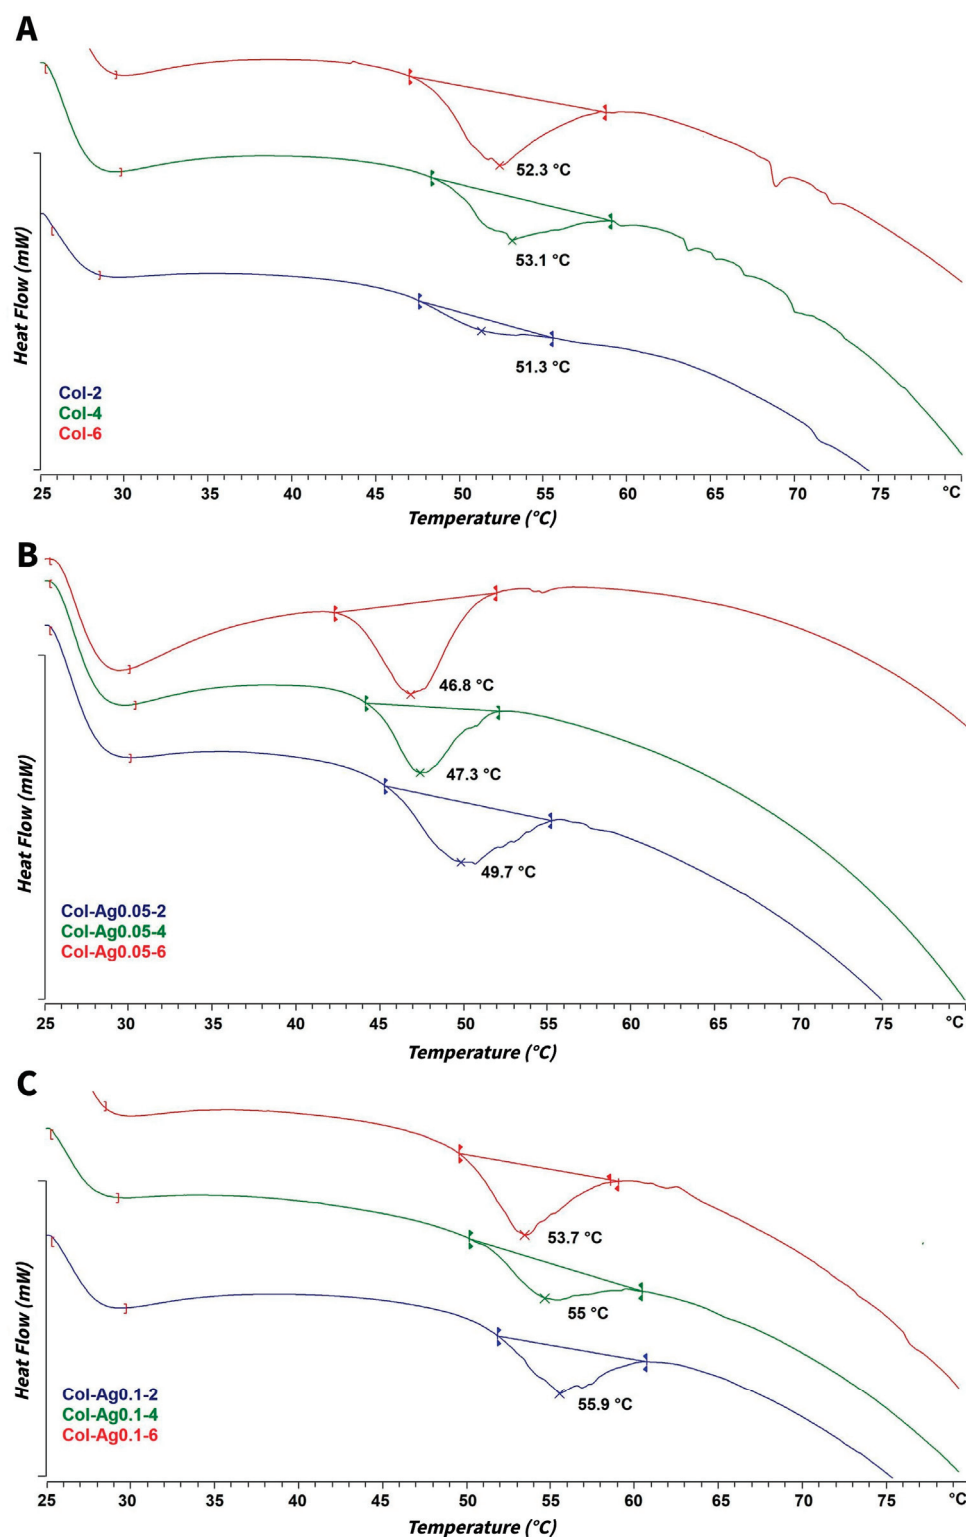 A
Heat Flow (mW)
52.3 °C
53.1 °C
51.3 °C
Col-2
Col-4
Col-6
25 30 35 40 45 50 55 60 65 70 75 °C
Temperature (°C)
B
Heat Flow (mW)
46.8 °C
47.3 °C
49.7 °C
Col-Ag0.05-2
Col-Ag0.05-4
Col-Ag0.05-6
25 30 35 40 45 50 55 60 65 70 75 °C
Temperature (°C)
C
Heat Flow (mW)
53.7 °C
55 °C
55.9 °C
Col-Ag0.1-2
Col-Ag0.1-4
Col-Ag0.1-6
25 30 35 40 45 50 55 60 65 70 75 °C
Temperature (°C)